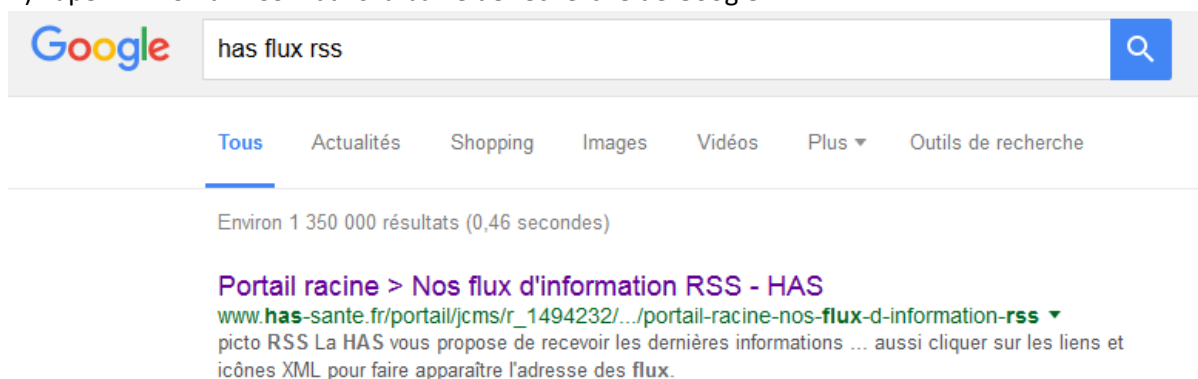 Google has flux rss
Tous Actualités Shopping Images Vidéos Plus Outils de recherche
Environ 1 350 000 résultats (0,46 secondes)
Portail racine > Nos flux d'information RSS - HAS
www.has-sante.fr/portail/jcms/r_1494232/.../portail-racine-nos-flux-d-information-rss
picto RSS La HAS vous propose de recevoir les dernières informations ... aussi cliquer sur les liens et
icônes XML pour faire apparaître l'adresse des flux.